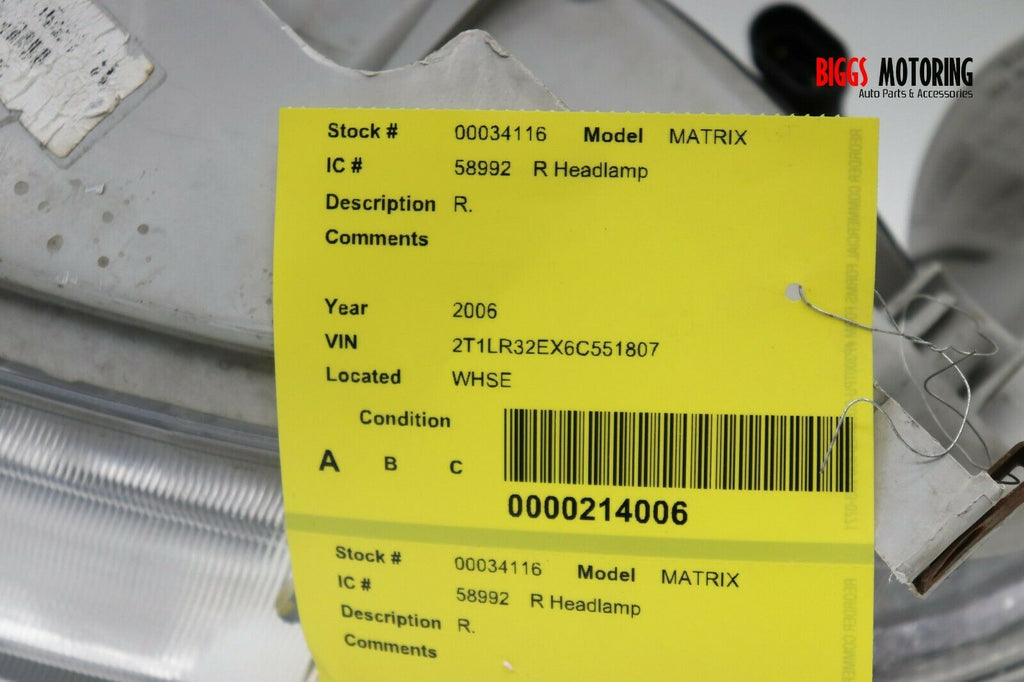 BIGGS MOTORING
Auto Parts & Accessories
Stock # 00034116 Model MATRIX
IC # 58992 R Headlamp
Description R.
Comments
Year 2006
VIN 2T1LR32EX6C551807
Located WHSE
Condition
A B C
0000214006
Stock # 00034116 Model MATRIX
IC # 58992 R Headlamp
Description R.
Comments